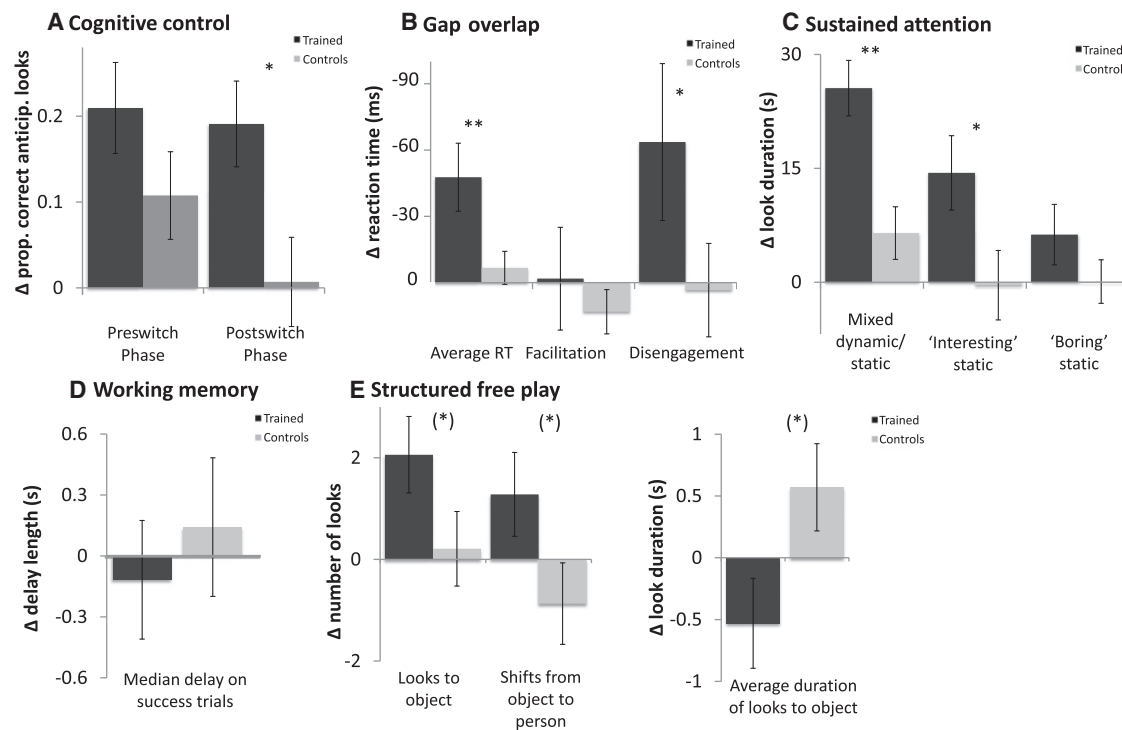 A Cognitive control
Trained
Controls
*
Δ prop. correct anticip. looks
0.2
0.1
0
Preswitch
Phase
Postswitch
Phase
B Gap overlap
Trained
Controls
**
*
Δ reaction time (ms)
-90
-60
-30
0
Average RT
Facilitation
Disengagement
C Sustained attention
Trained
Controls
**
*
Δ look duration (s)
30
15
0
Mixed
dynamic/
static
‘Interesting’
static
‘Boring’
static
D Working memory
Trained
Controls
Δ delay length (s)
0.6
0.3
0
-0.3
-0.6
Median delay on
success trials
E Structured free play
(*)
(*)
Δ number of looks
2
0
-2
Looks to
object
Shifts from
object to
person
(*)
Trained
Controls
Δ look duration (s)
1
0.5
0
-0.5
-1
Average duration
of looks to object